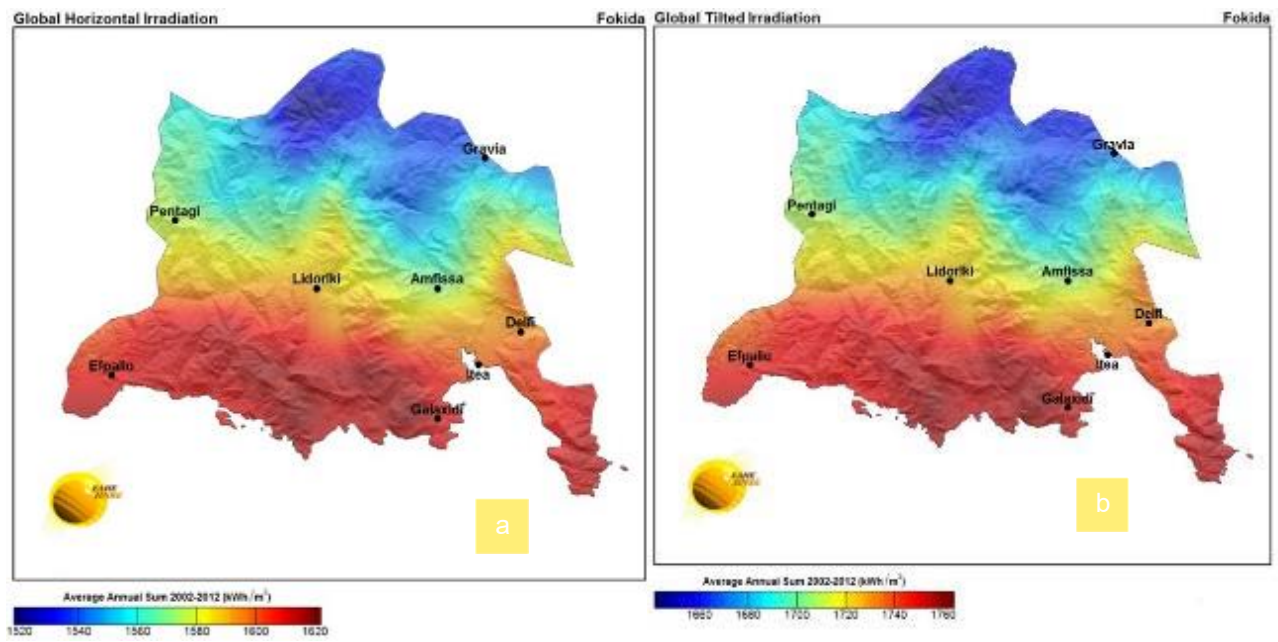 Global Horizontal Irradiation Fokida
Gravia
Pentagi
Lidoriki Amfissa
Delfi
Efpalio
Itea
Galaxidi
a
Average Annual Sum 2002-2012 (kWh/m²)
1520 1540 1560 1580 1600 1620
Global Tilted Irradiation Fokida
Gravia
Pentagi
Lidoriki Amfissa
Delfi
Efpalio
Itea
Galaxidi
b
Average Annual Sum 2002-2012 (kWh/m²)
1660 1680 1700 1720 1740 1760